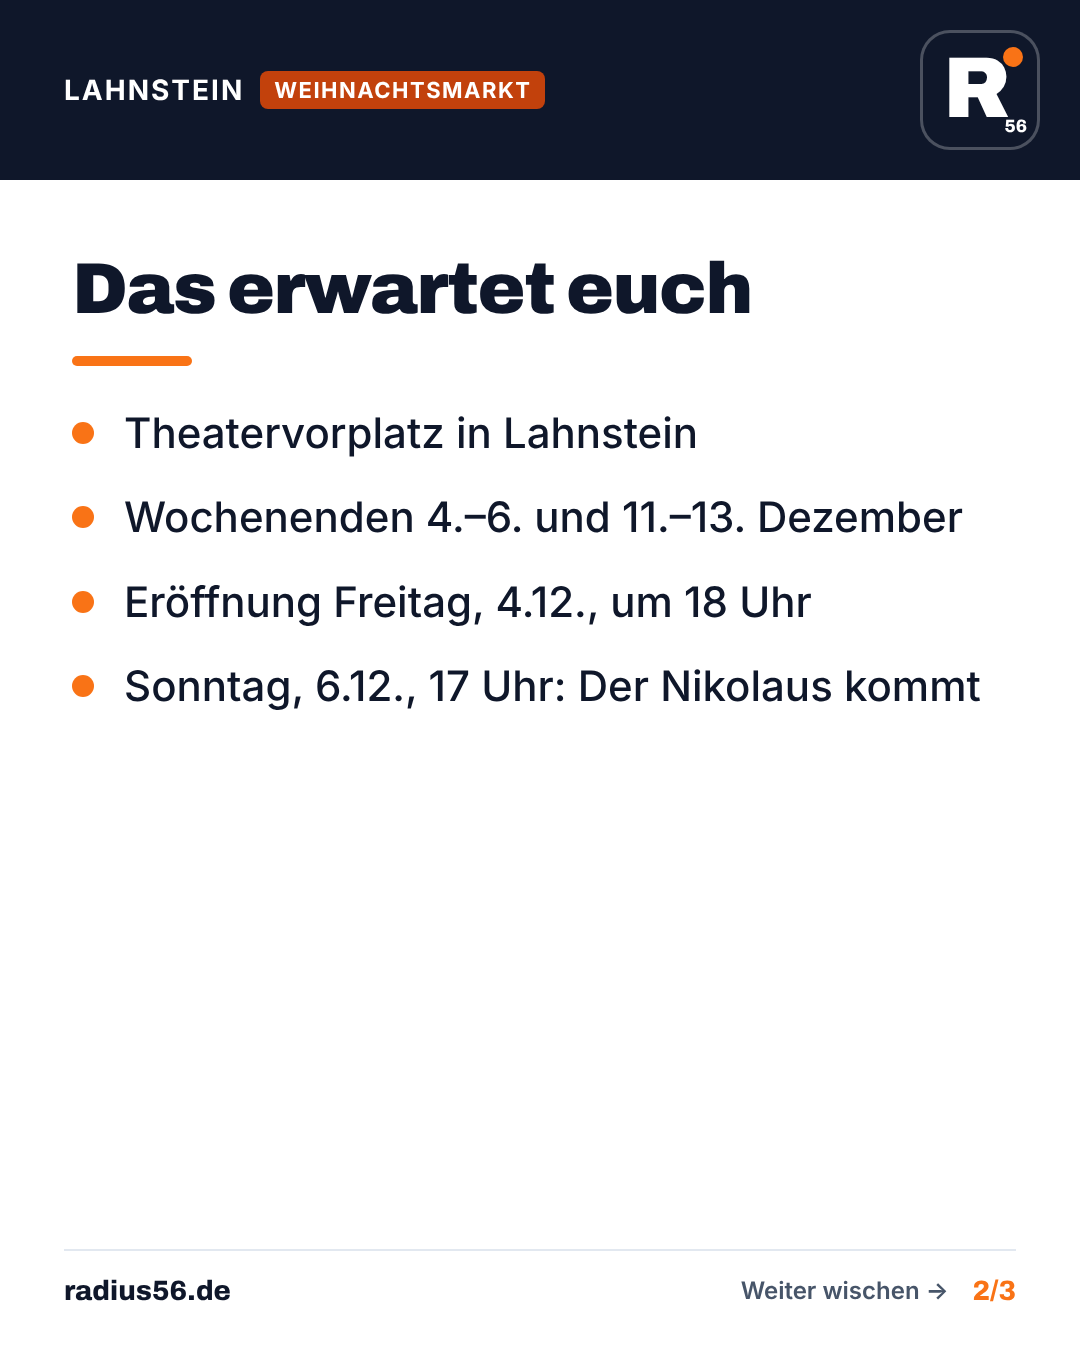 LAHNSTEIN WEIHNACHTSMARKT
R
56
Das erwartet euch
Theatervorplatz in Lahnstein
Wochenenden 4.–6. und 11.–13. Dezember
Eröffnung Freitag, 4.12., um 18 Uhr
Sonntag, 6.12., 17 Uhr: Der Nikolaus kommt
radius56.de Weiter wischen → 2/3